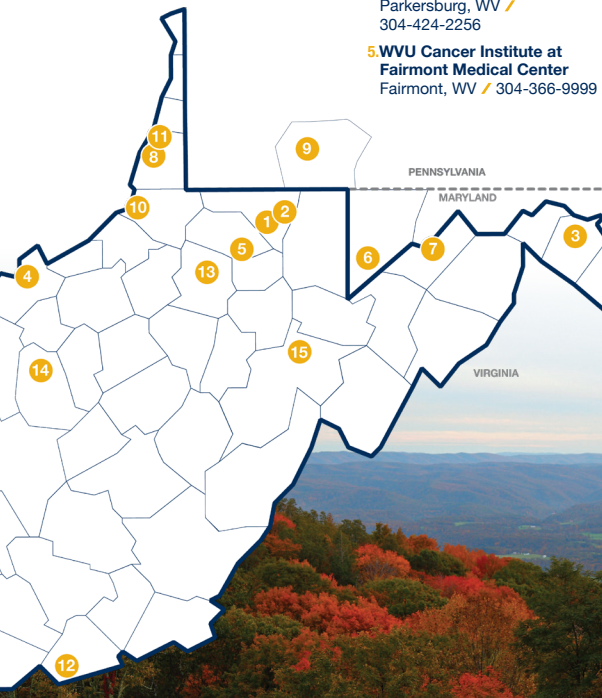 Parkersburg, WV /
304-424-2256
5.WVU Cancer Institute at
Fairmont Medical Center
Fairmont, WV / 304-366-9999
11
8
9
PENNSYLVANIA
MARYLAND
10
1
2
3
5
6
7
4
13
15
14
VIRGINIA
12